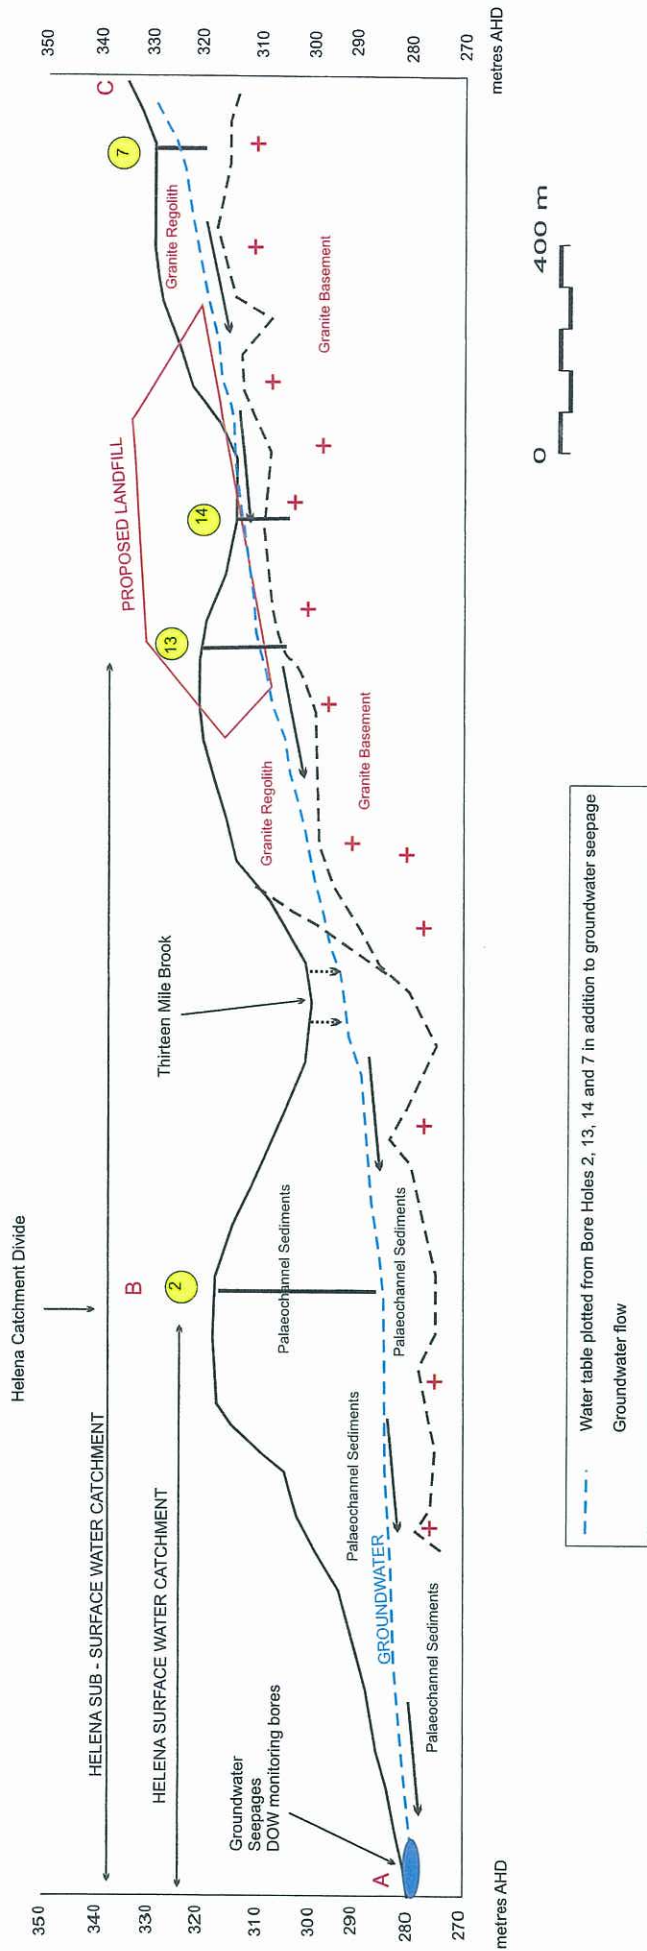 Helena Catchment Divide
HELENA SUB - SURFACE WATER CATCHMENT
HELENA SURFACE WATER CATCHMENT
350
340
330
320
310
300
290
280
270
metres AHD
A
Groundwater
Seepages
DOW monitoring bores
GROUNDWATER
Palaeochannel Sediments
Palaeochannel Sediments
Palaeochannel Sediments
Palaeochannel Sediments
B
2
Thirteen Mile Brook
Granite Regolith
Granite Basement
13
14
PROPOSED LANDFILL
Granite Regolith
Granite Basement
7
C
350
340
330
320
310
300
290
280
270
metres AHD
0 400 m
Water table plotted from Bore Holes 2, 13, 14 and 7 in addition to groundwater seepage
Groundwater flow